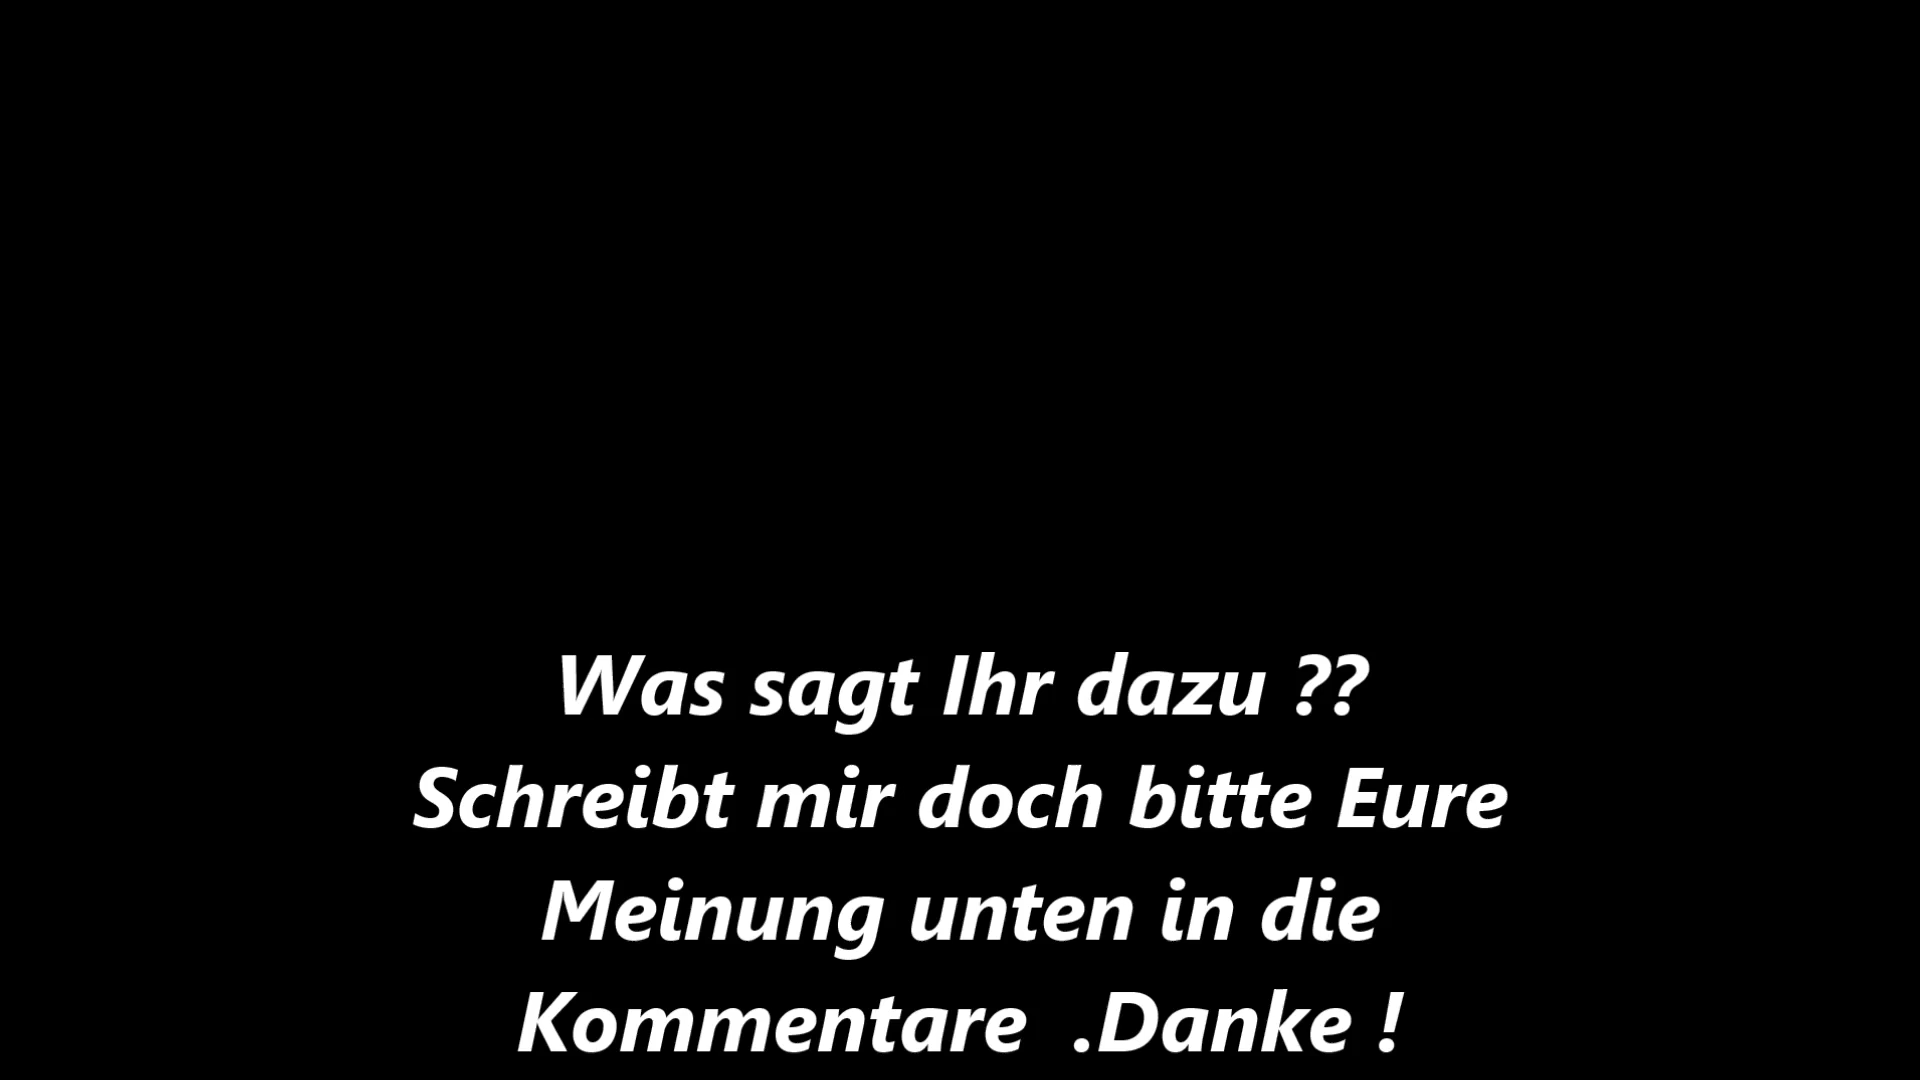 Was sagt Ihr dazu ??
Schreibt mir doch bitte Eure
Meinung unten in die
Kommentare  .Danke !